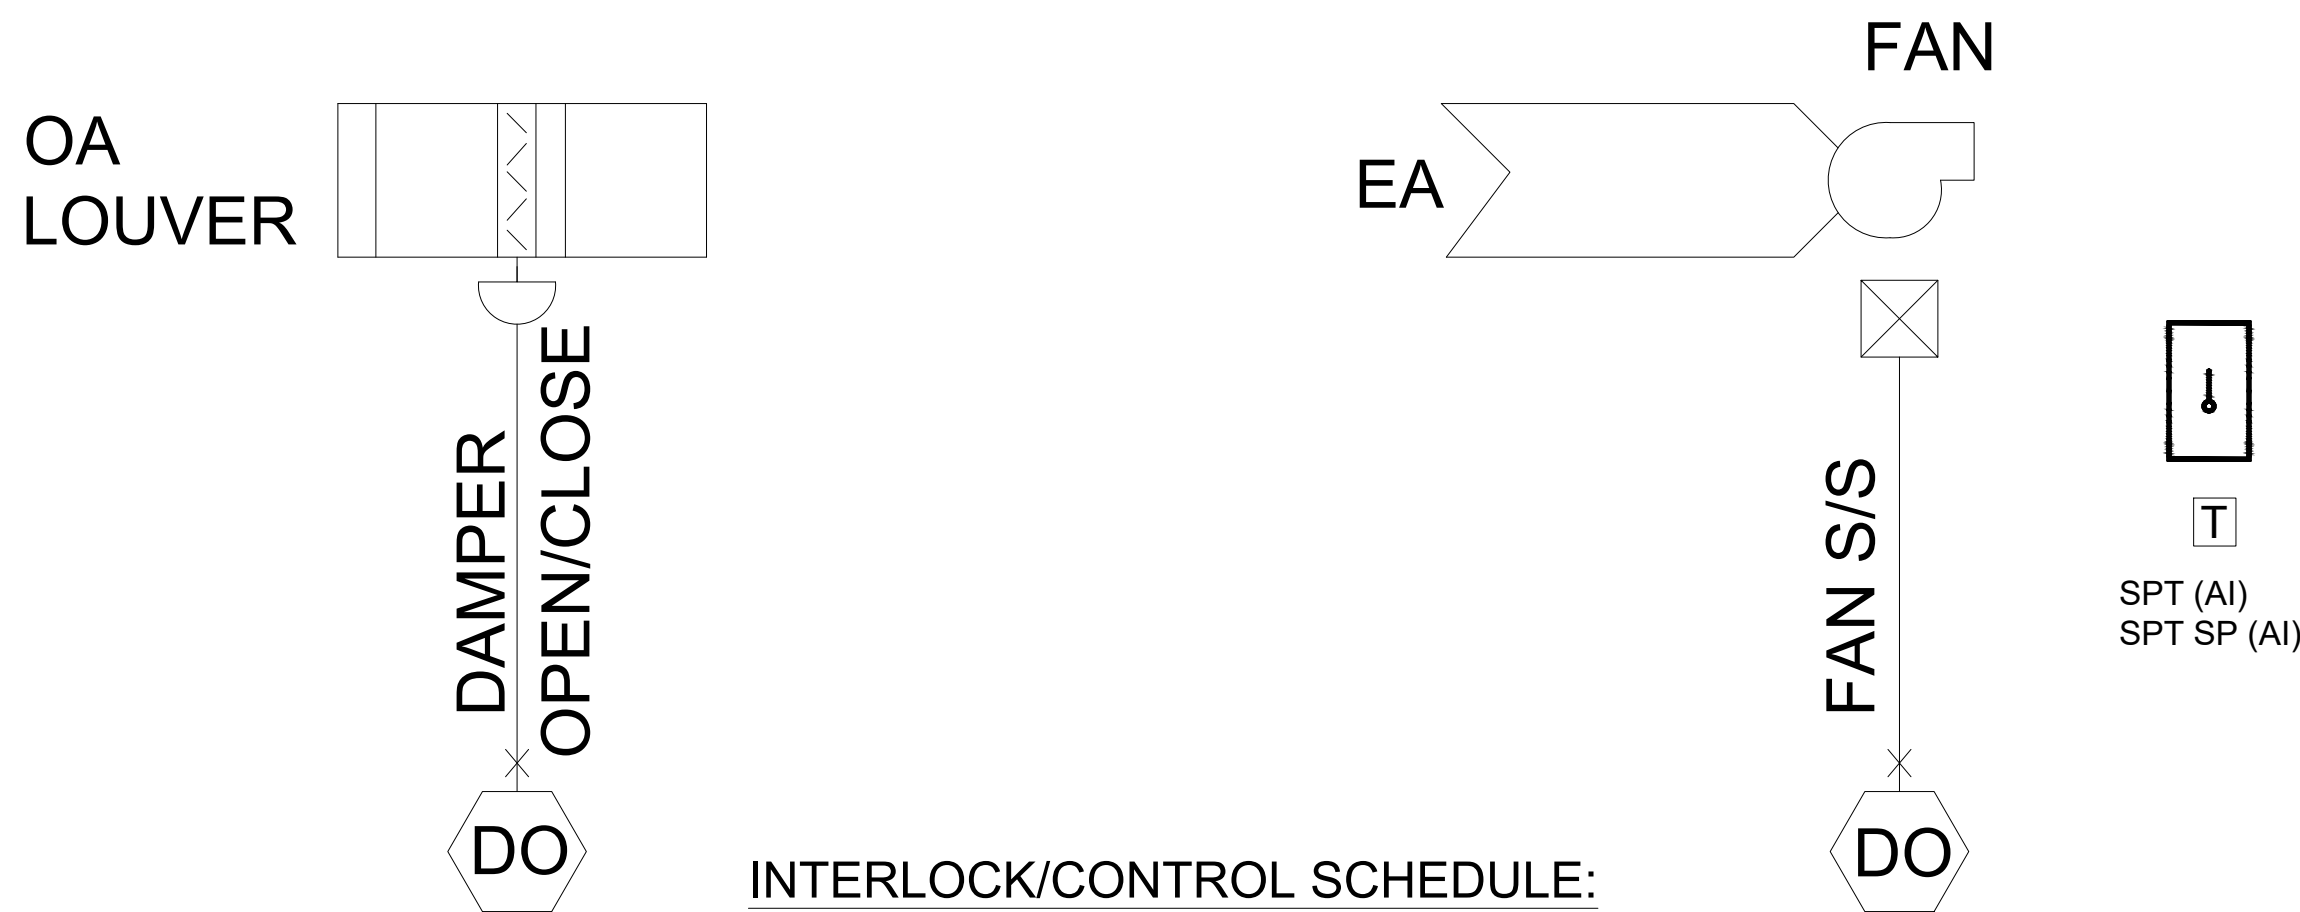 FAN
OA
LOUVER
EA
DAMPER
OPEN/CLOSE
FAN S/S
T
SPT (AI)
SPT SP (AI)
DO
DO
INTERLOCK/CONTROL SCHEDULE: